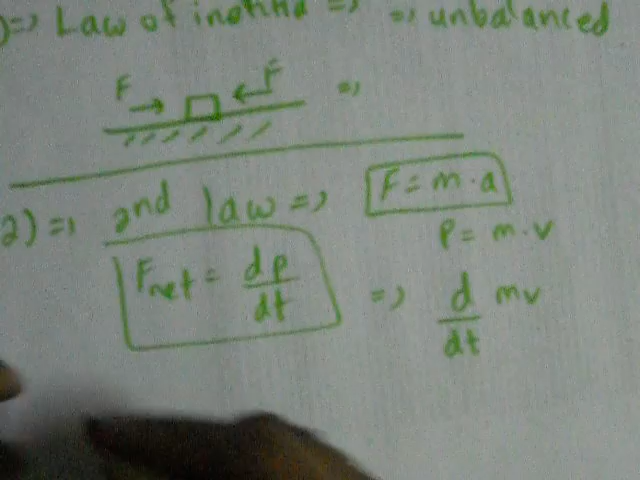 )=> Law of inertia => => unbalanced
F F =>
2) => 2nd law => F = m·a
P = m·v
Fnet = dp/dt => d/dt mv